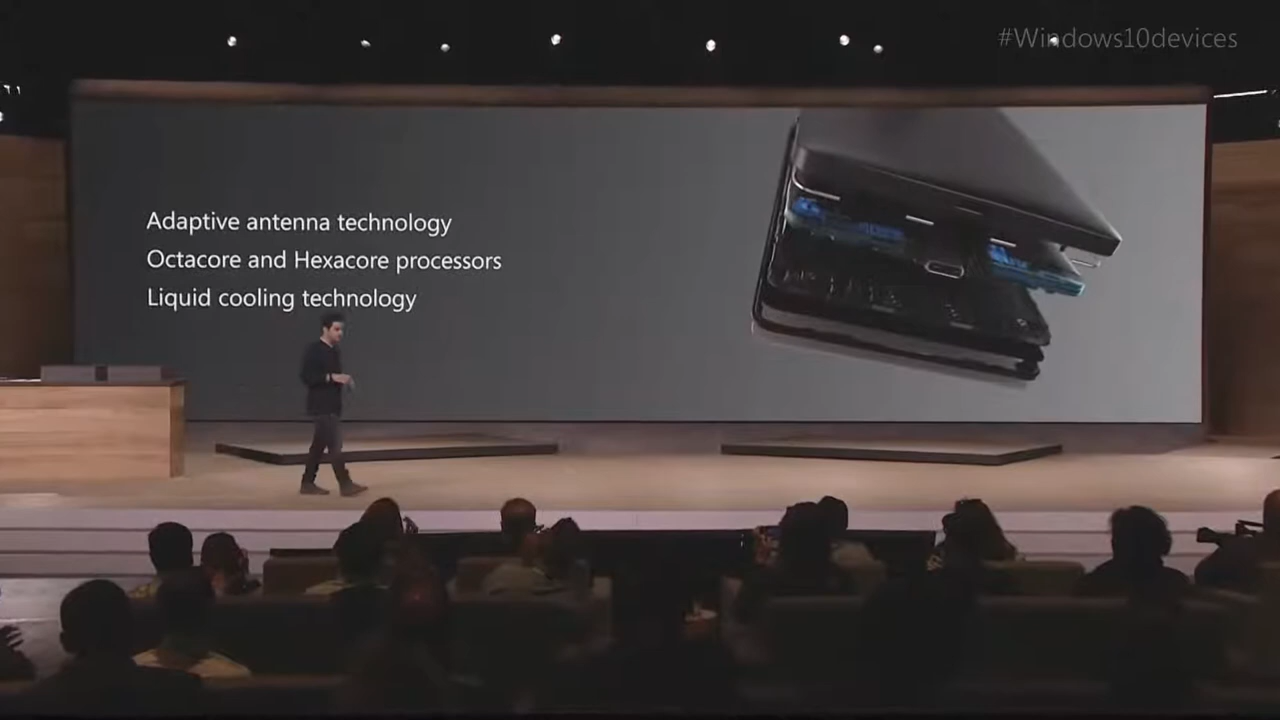 #Windows10devices
Adaptive antenna technology
Octacore and Hexacore processors
Liquid cooling technology